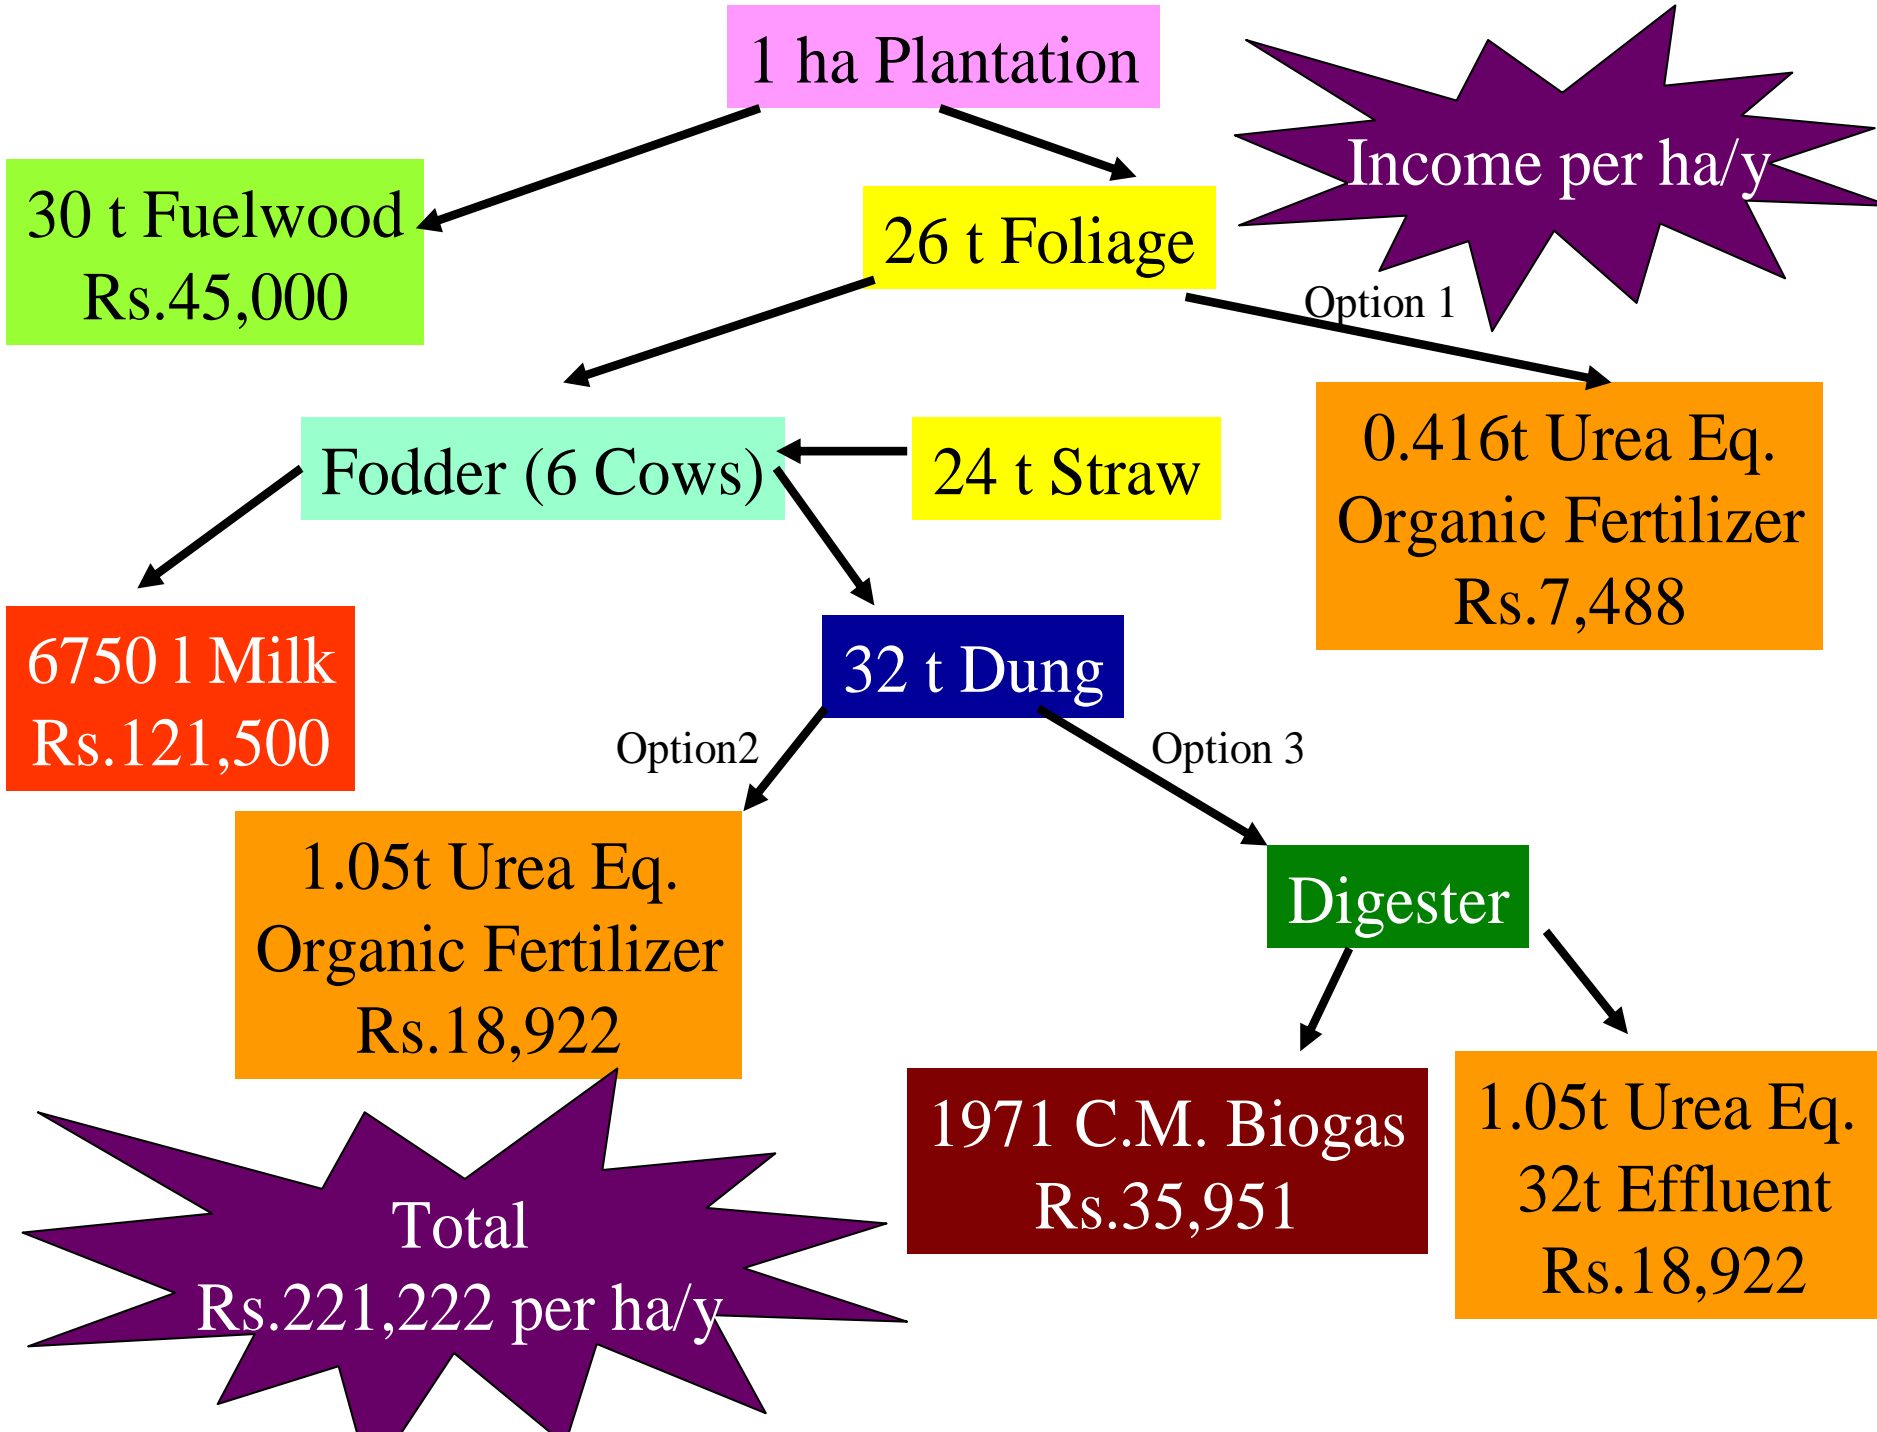 1 ha Plantation
Income per ha/y
30 t Fuelwood
Rs.45,000
26 t Foliage
Option 1
Fodder (6 Cows)
24 t Straw
0.416t Urea Eq.
Organic Fertilizer
Rs.7,488
6750 l Milk
Rs.121,500
32 t Dung
Option2
Option 3
1.05t Urea Eq.
Organic Fertilizer
Rs.18,922
Digester
1971 C.M. Biogas
Rs.35,951
1.05t Urea Eq.
32t Effluent
Rs.18,922
Total
Rs.221,222 per ha/y